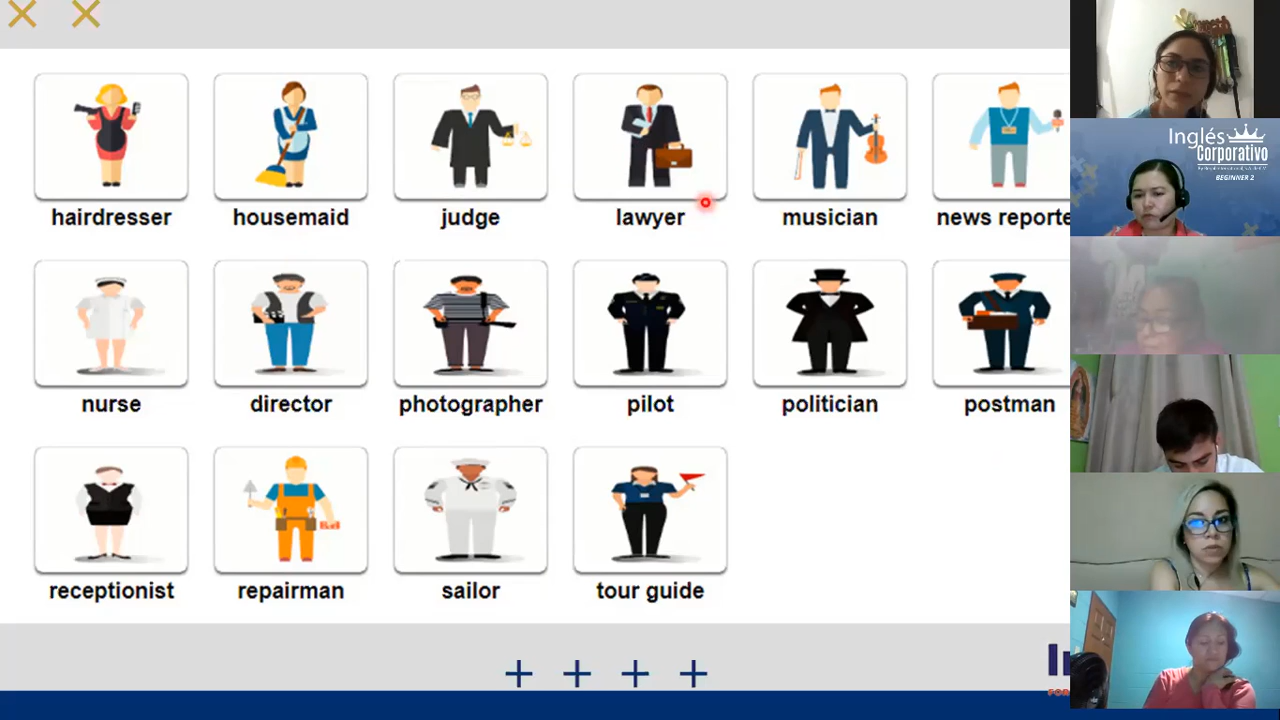 hairdresser housemaid judge lawyer musician news reporte
nurse director photographer pilot politician postman
receptionist repairman sailor tour guide
Inglés
Corporativo
BEGINNER 2